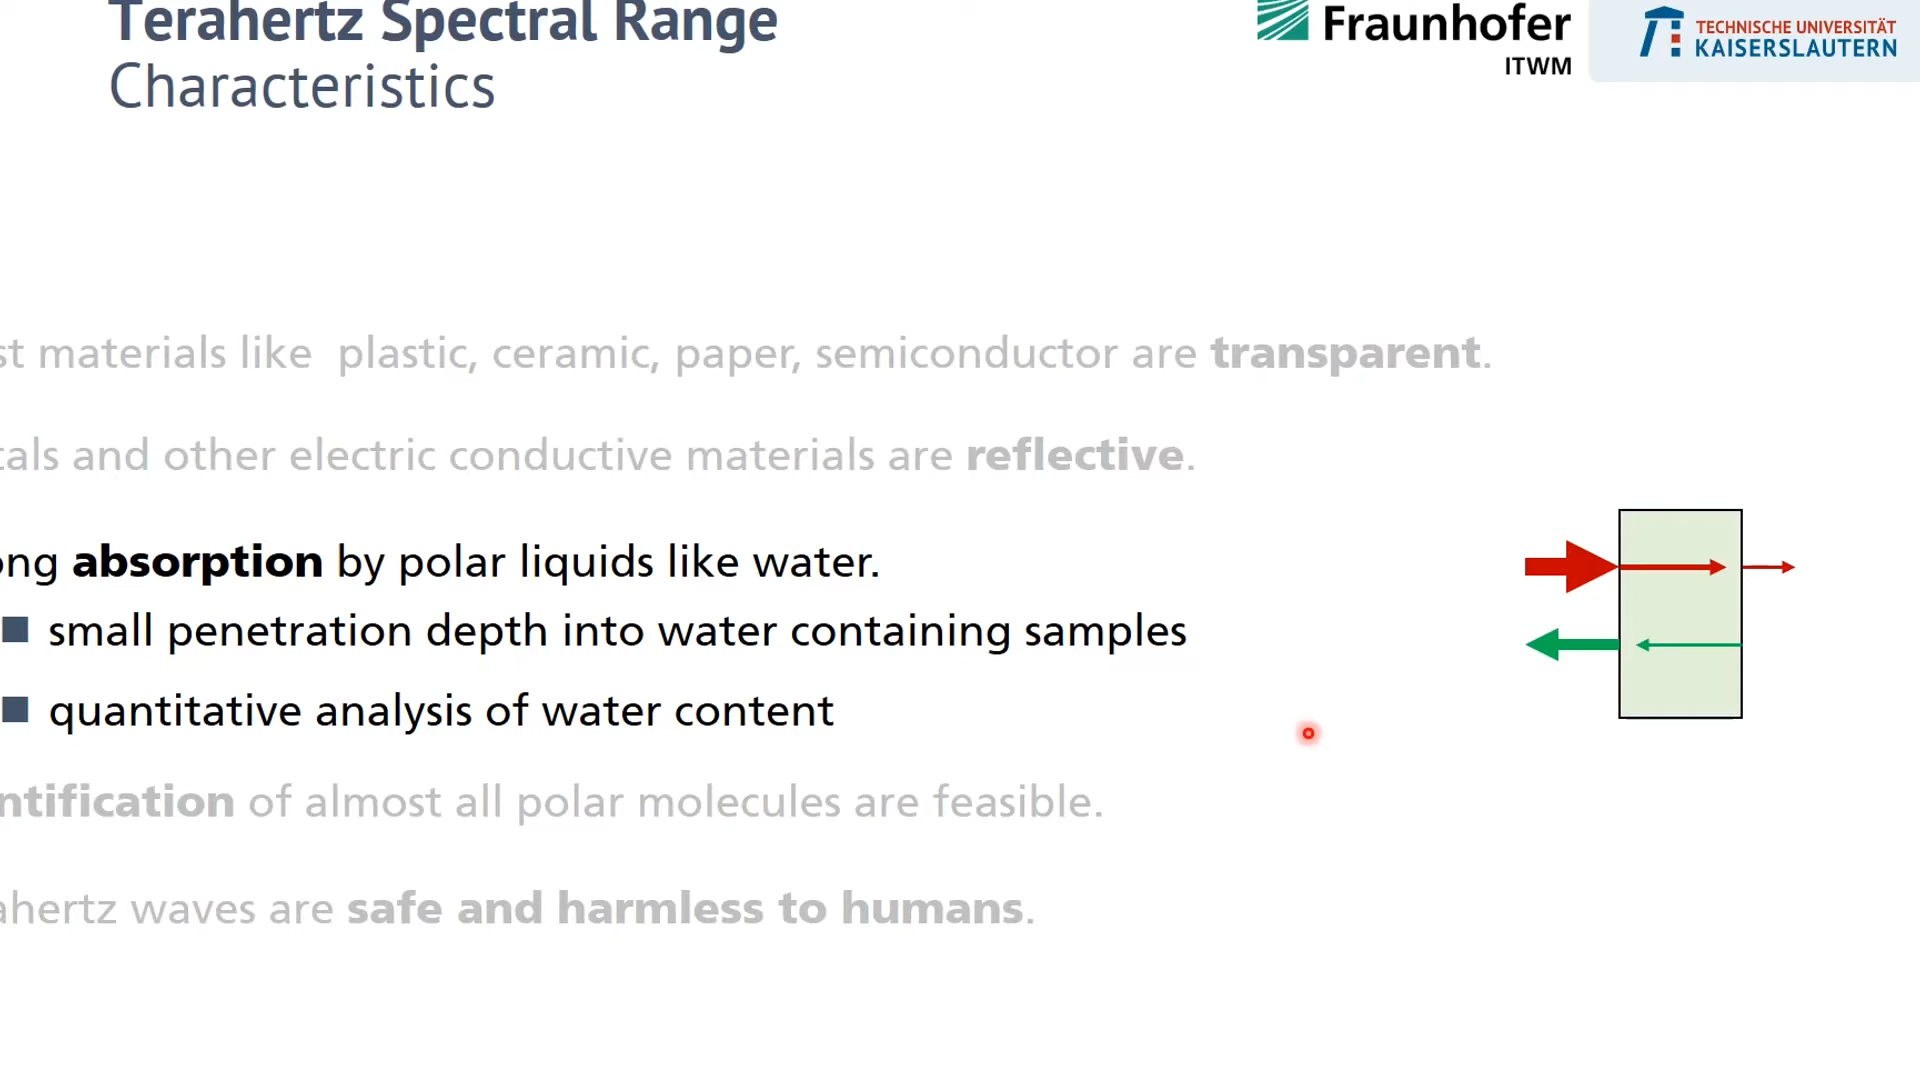 Terahertz Spectral Range
Characteristics
Fraunhofer
ITWM
TECHNISCHE UNIVERSITÄT
KAISERSLAUTERN
st materials like plastic, ceramic, paper, semiconductor are transparent.
tals and other electric conductive materials are reflective.
ong absorption by polar liquids like water.
small penetration depth into water containing samples
quantitative analysis of water content
ntification of almost all polar molecules are feasible.
ahertz waves are safe and harmless to humans.